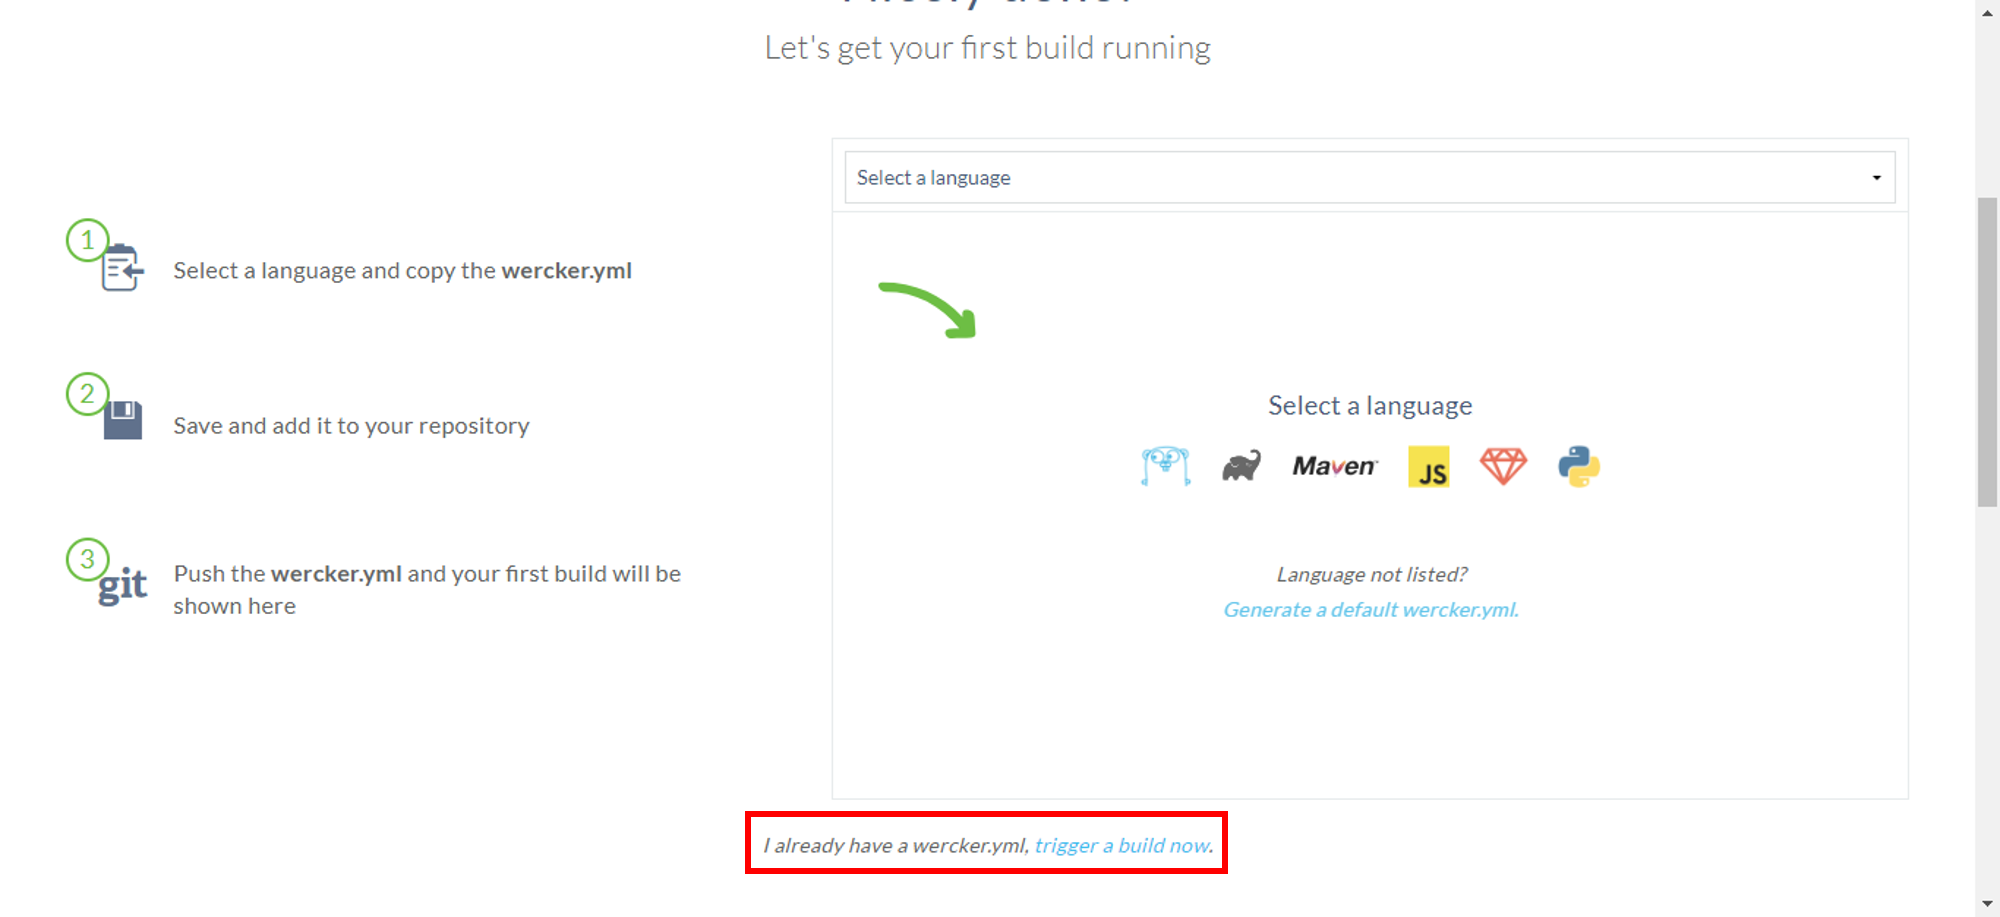 Let's get your first build running
Select a language
1
Select a language and copy the wercker.yml
2
Save and add it to your repository
3
git
Push the wercker.yml and your first build will be
shown here
Select a language
Maven™
JS
Language not listed?
Generate a default wercker.yml.
I already have a wercker.yml, trigger a build now.